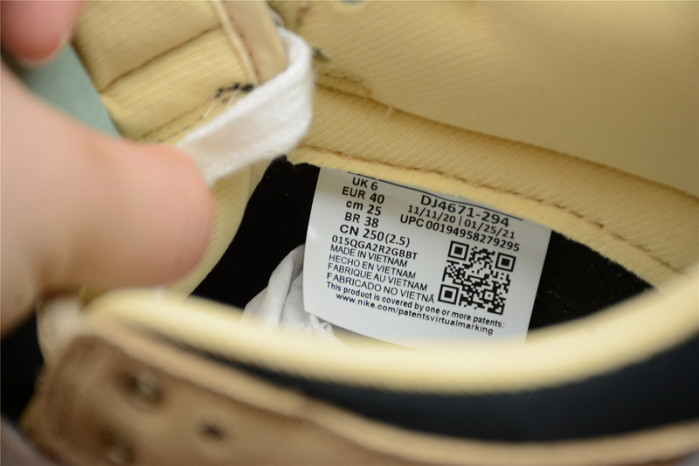 UK 6
EUR 40
cm 25
BR 38
CN 250(2.5)
DJ4671-294
11/11/20 | 01/25/21
UPC 00194958279295
015QGA2R2GBBT
MADE IN VIETNAM
HECHO EN VIETNAM
FABRIQUE AU VIETNAM
FABRICADO NO VIETNÃ
This product is covered by one or more patents:
www.nike.com/patentsvirtualmarking